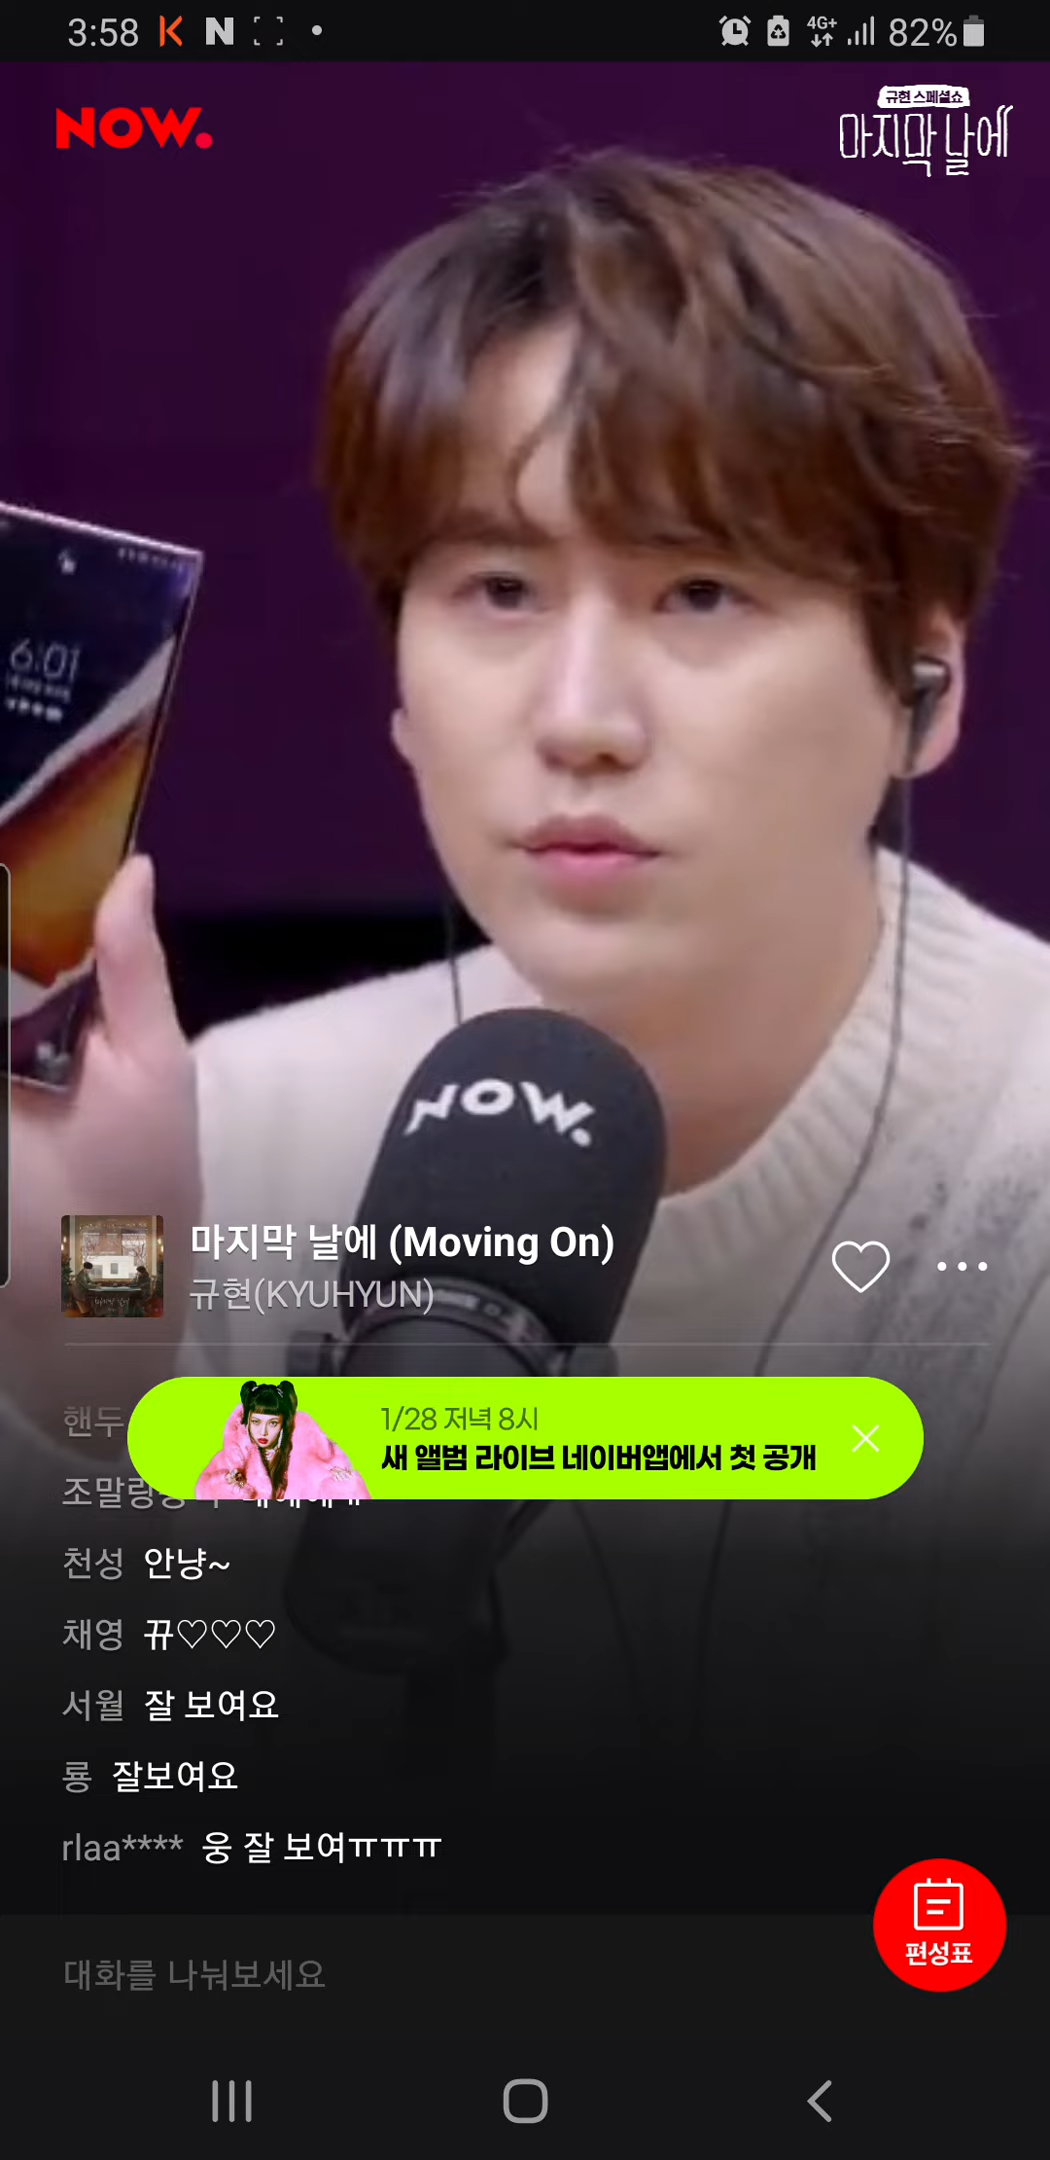 3:58
4G+
82%
NOW.
규현 스페셜쇼
마지막 날에
6:01
NOW.
마지막 날에 (Moving On)
규현(KYUHYUN)
1/28 저녁 8시
새 앨범 라이브 네이버앱에서 첫 공개
핸두
천성 안냥~
채영 뀨♡♡♡
서월 잘 보여요
룡 잘보여요
rlaa**** 웅 잘 보여ㅠㅠㅠ
편성표
대화를 나눠보세요